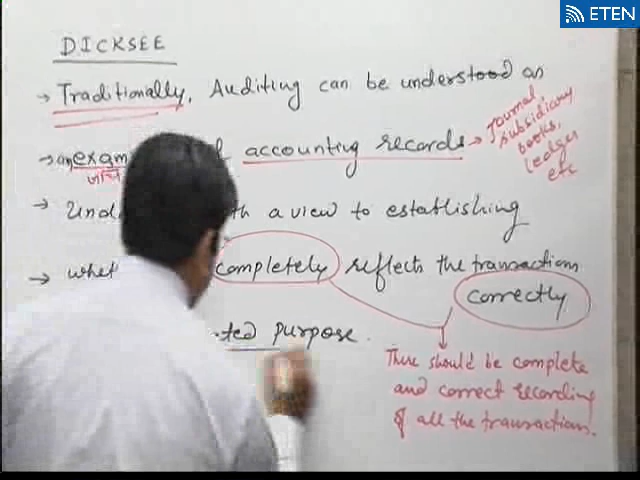 ETEN
DICKSEE
→ Traditionally, Auditing can be understood as
→ an exam of accounting records → Journal,
subsidiary
books,
ledger
etc
→ Und with a view to establishing
→ whet completely reflects the transactions
correctly
ted purpose.
There should be complete
and correct recording
of all the transactions.